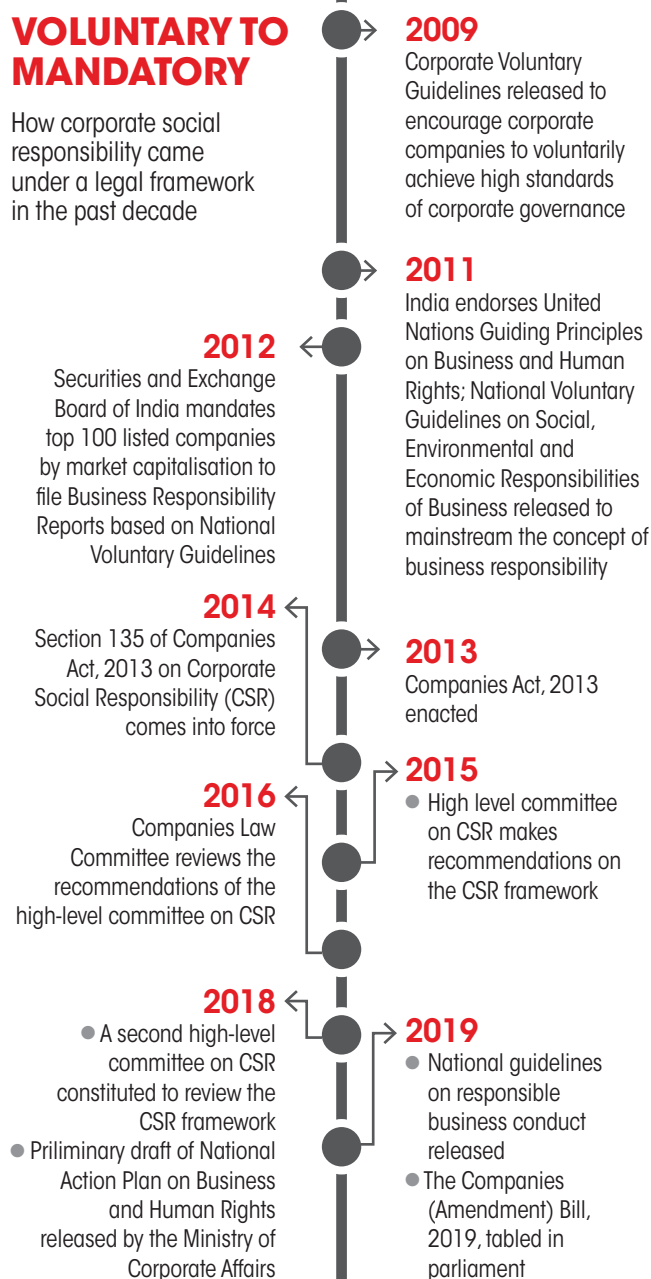 VOLUNTARY TO
MANDATORY
How corporate social
responsibility came
under a legal framework
in the past decade
2009
Corporate Voluntary
Guidelines released to
encourage corporate
companies to voluntarily
achieve high standards
of corporate governance
2011
India endorses United
Nations Guiding Principles
on Business and Human
Rights; National Voluntary
Guidelines on Social,
Environmental and
Economic Responsibilities
of Business released to
mainstream the concept of
business responsibility
2012
Securities and Exchange
Board of India mandates
top 100 listed companies
by market capitalisation to
file Business Responsibility
Reports based on National
Voluntary Guidelines
2013
Companies Act, 2013
enacted
2014
Section 135 of Companies
Act, 2013 on Corporate
Social Responsibility (CSR)
comes into force
2015
● High level committee
on CSR makes
recommendations on
the CSR framework
2016
Companies Law
Committee reviews the
recommendations of the
high-level committee on CSR
2018
● A second high-level
committee on CSR
constituted to review the
CSR framework
● Priliminary draft of National
Action Plan on Business
and Human Rights
released by the Ministry of
Corporate Affairs
2019
● National guidelines
on responsible
business conduct
released
● The Companies
(Amendment) Bill,
2019, tabled in
parliament